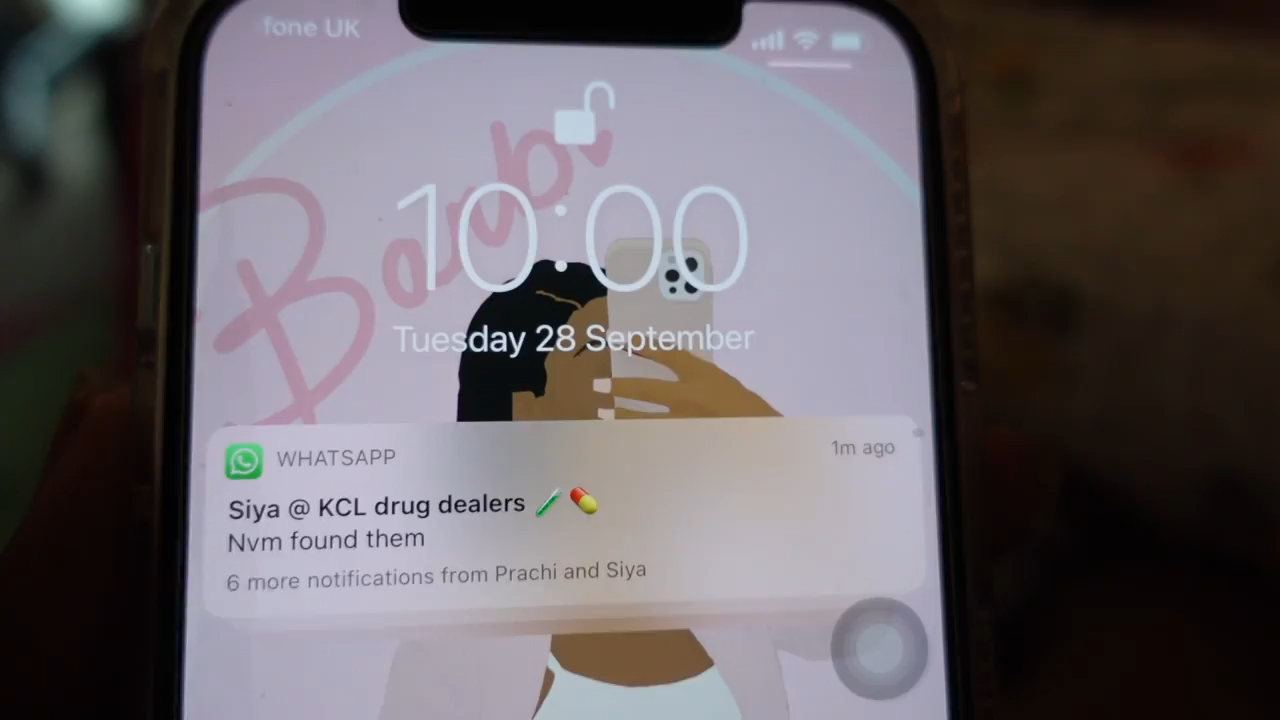 fone UK
Barbi
10:00
Tuesday 28 September
WHATSAPP
1m ago
Siya @ KCL drug dealers 🧪 💊
Nvm found them
6 more notifications from Prachi and Siya